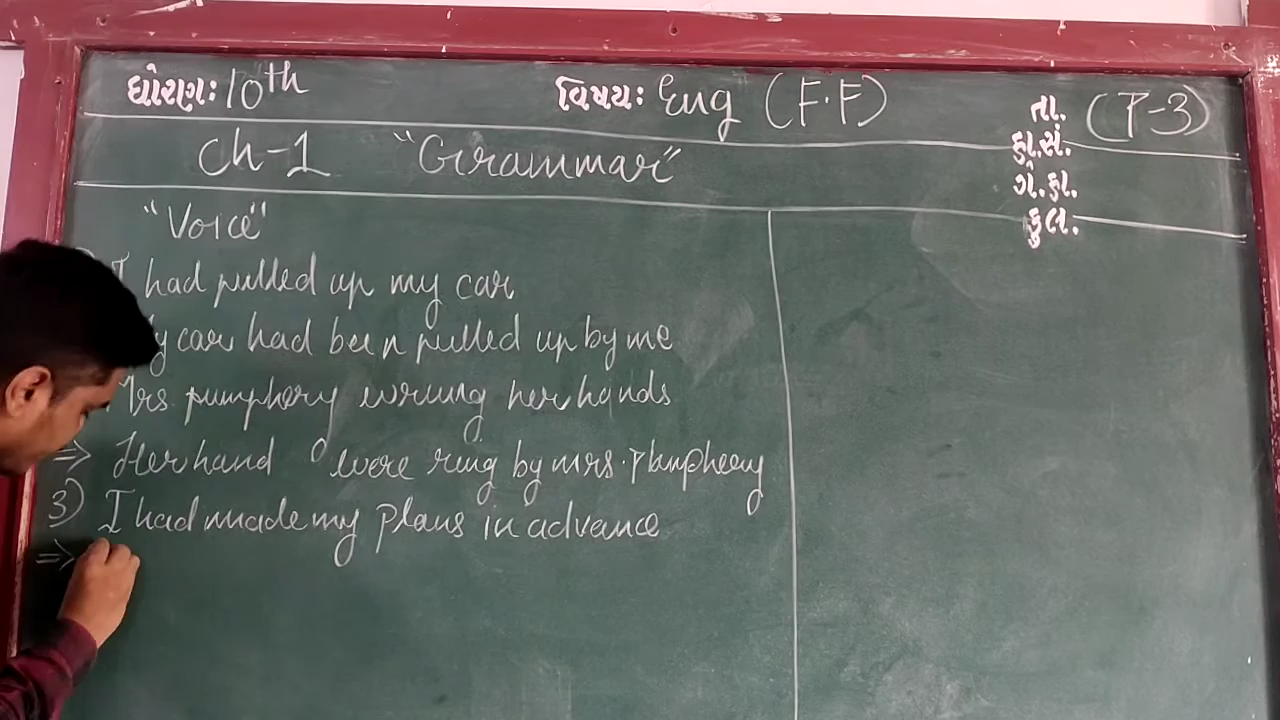 ધોરણ: 10th
વિષય: Eng (F.F)
તા. (P-3)
Ch-1 "Grammar"
હા.સં.
ગે.હા.
કુલ.
"Voice"
I had pulled up my car
car had been pulled up by me
Mrs pumphery wrung her hands
=> Her hand were rung by mrs.
3) I had made my plans in advance
=>